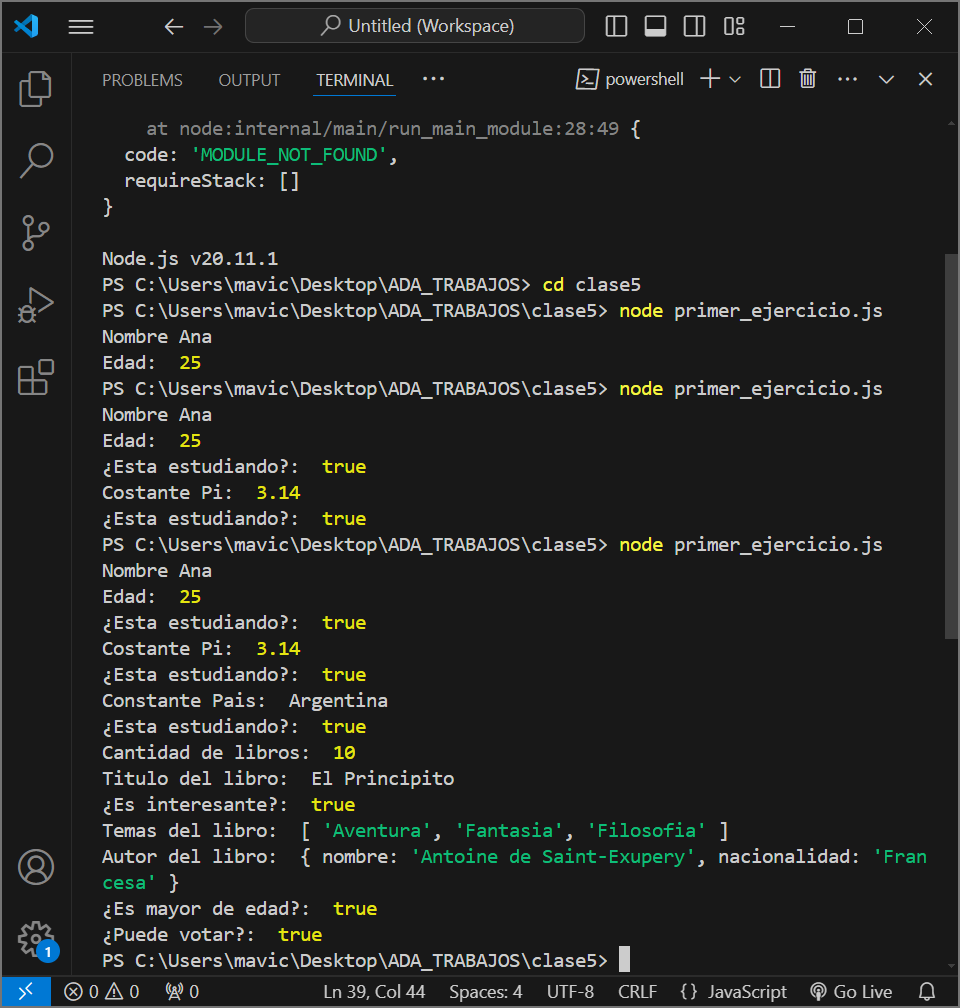 Untitled (Workspace)
PROBLEMS OUTPUT TERMINAL ··· powershell
at node:internal/main/run_main_module:28:49 {
code: 'MODULE_NOT_FOUND',
requireStack: []
}
Node.js v20.11.1
PS C:\Users\mavic\Desktop\ADA_TRABAJOS> cd clase5
PS C:\Users\mavic\Desktop\ADA_TRABAJOS\clase5> node primer_ejercicio.js
Nombre Ana
Edad:  25
PS C:\Users\mavic\Desktop\ADA_TRABAJOS\clase5> node primer_ejercicio.js
Nombre Ana
Edad:  25
¿Esta estudiando?:  true
Costante Pi:  3.14
¿Esta estudiando?:  true
PS C:\Users\mavic\Desktop\ADA_TRABAJOS\clase5> node primer_ejercicio.js
Nombre Ana
Edad:  25
¿Esta estudiando?:  true
Costante Pi:  3.14
¿Esta estudiando?:  true
Constante Pais:  Argentina
¿Esta estudiando?:  true
Cantidad de libros:  10
Titulo del libro:  El Principito
¿Es interesante?:  true
Temas del libro:  [ 'Aventura', 'Fantasia', 'Filosofia' ]
Autor del libro:  { nombre: 'Antoine de Saint-Exupery', nacionalidad: 'Fran
cesa' }
¿Es mayor de edad?:  true
¿Puede votar?:  true
PS C:\Users\mavic\Desktop\ADA_TRABAJOS\clase5>
1
0 0 0 Ln 39, Col 44 Spaces: 4 UTF-8 CRLF {} JavaScript Go Live